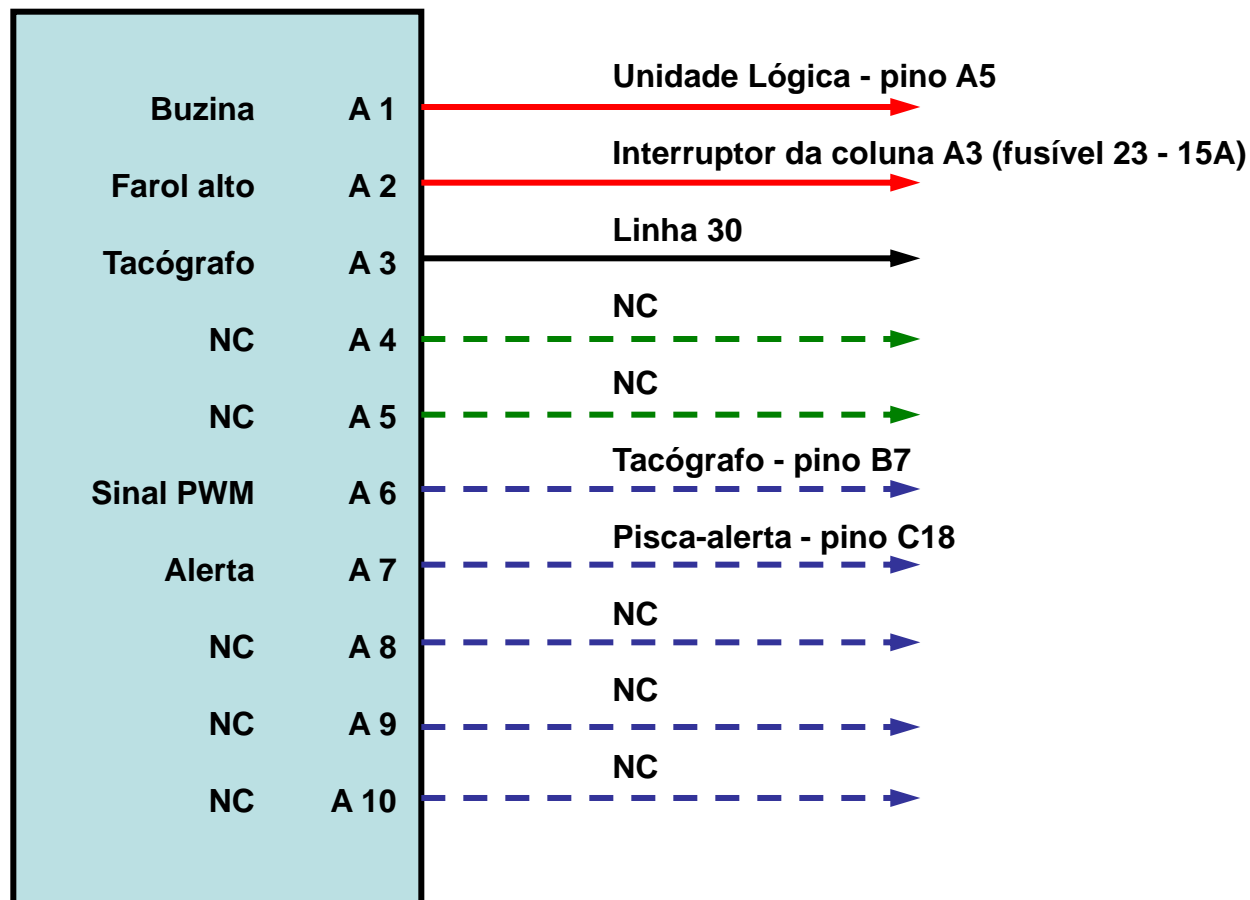 Unidade Lógica - pino A5
Buzina A 1
Interruptor da coluna A3 (fusível 23 - 15A)
Farol alto A 2
Linha 30
Tacógrafo A 3
NC
NC A 4
NC
NC A 5
Tacógrafo - pino B7
Sinal PWM A 6
Pisca-alerta - pino C18
Alerta A 7
NC
NC A 8
NC
NC A 9
NC
NC A 10